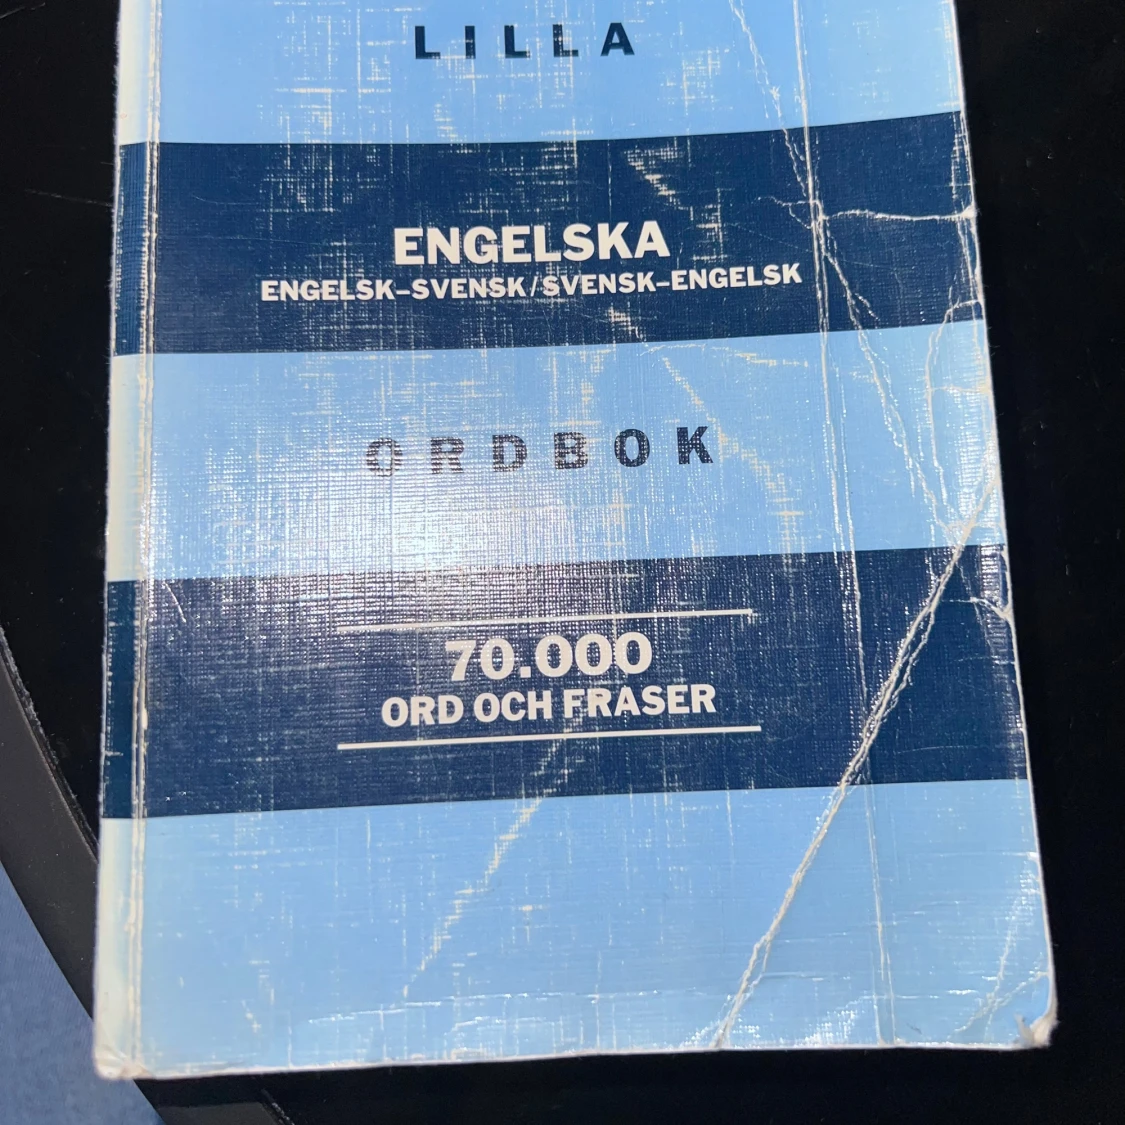 LILLA
ENGELSKA
ENGELSK–SVENSK/SVENSK–ENGELSK
ORDBOK
70.000
ORD OCH FRASER